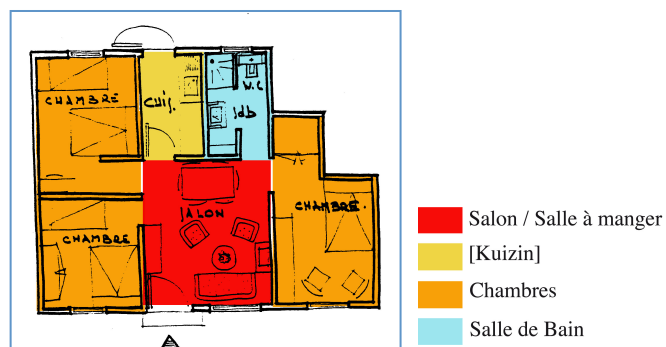 CHAMBRE
CUIS.
W.C
SdB
SALON
CHAMBRE
CHAMBRE
Salon / Salle à manger
[Kuizin]
Chambres
Salle de Bain